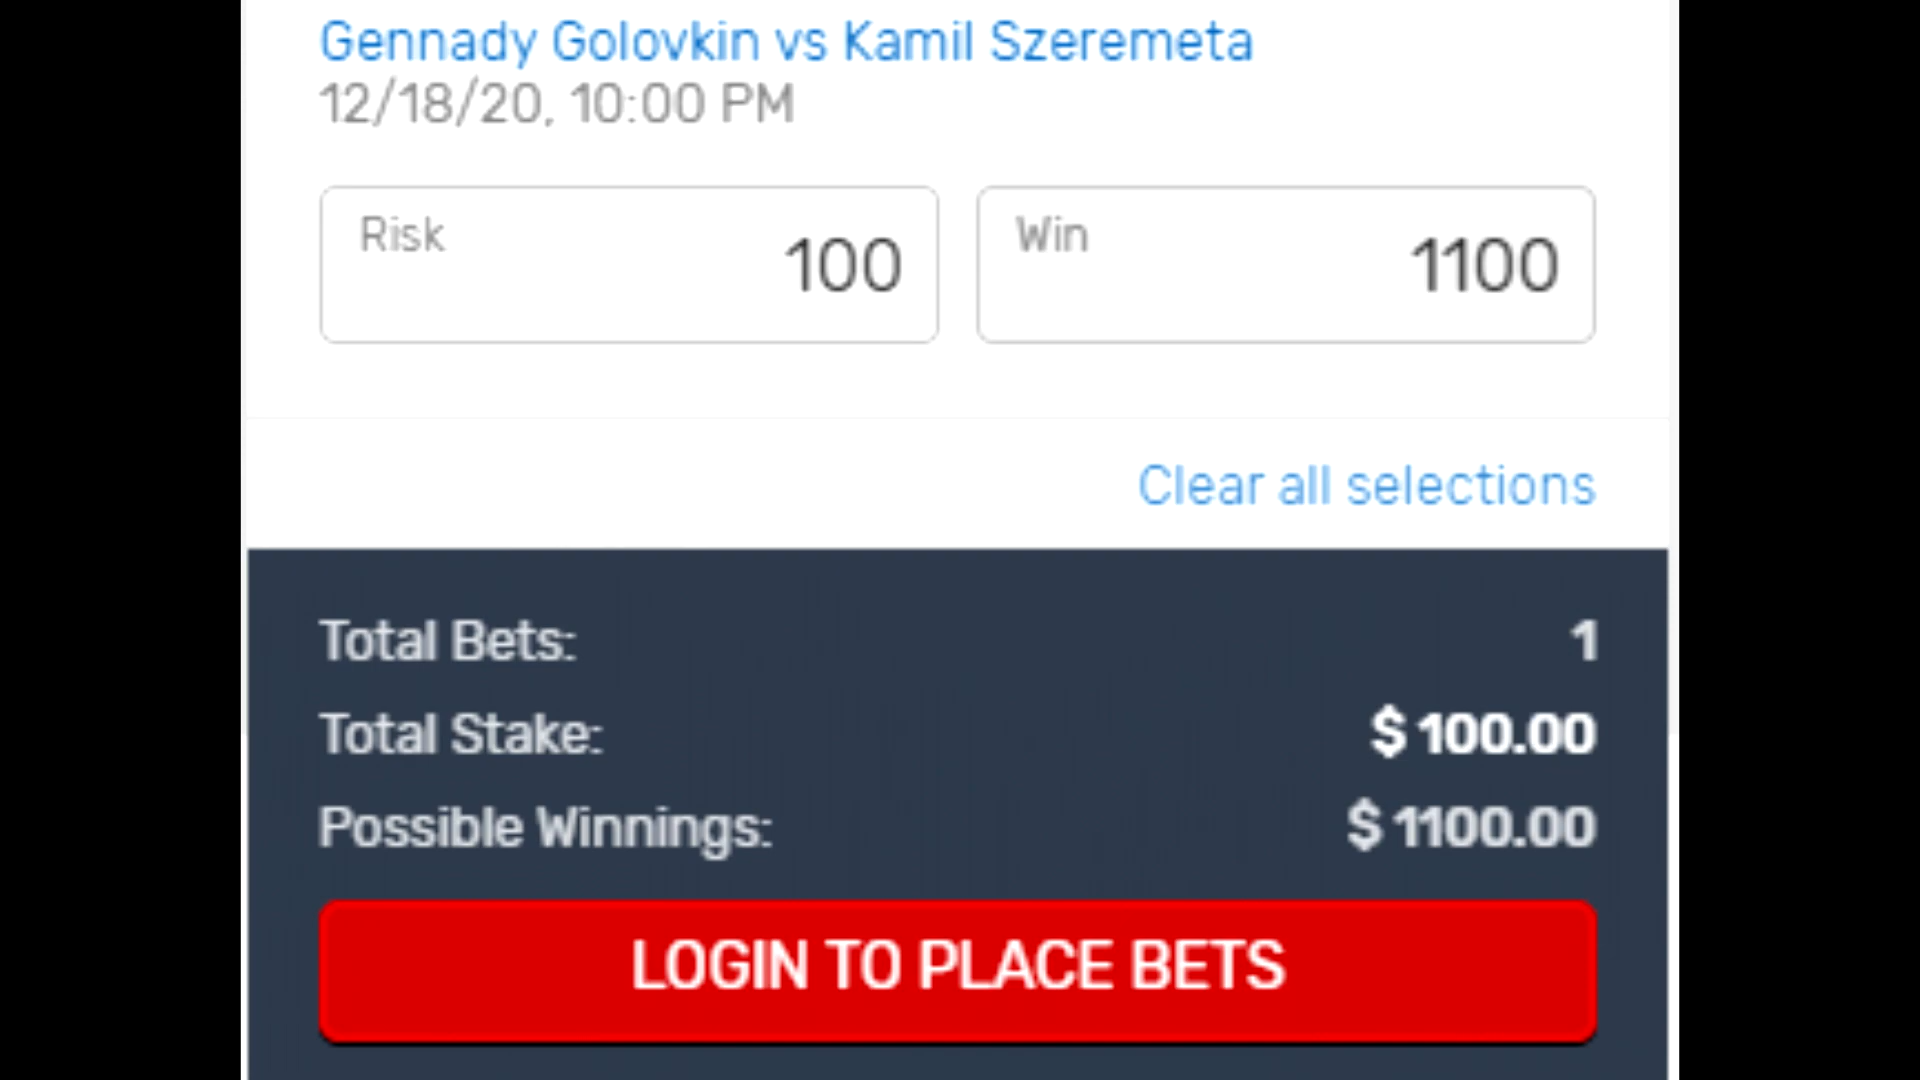 Gennady Golovkin vs Kamil Szeremeta
12/18/20, 10:00 PM
Risk 100 Win 1100
Clear all selections
Total Bets: 1
Total Stake: $ 100.00
Possible Winnings: $ 1100.00
LOGIN TO PLACE BETS